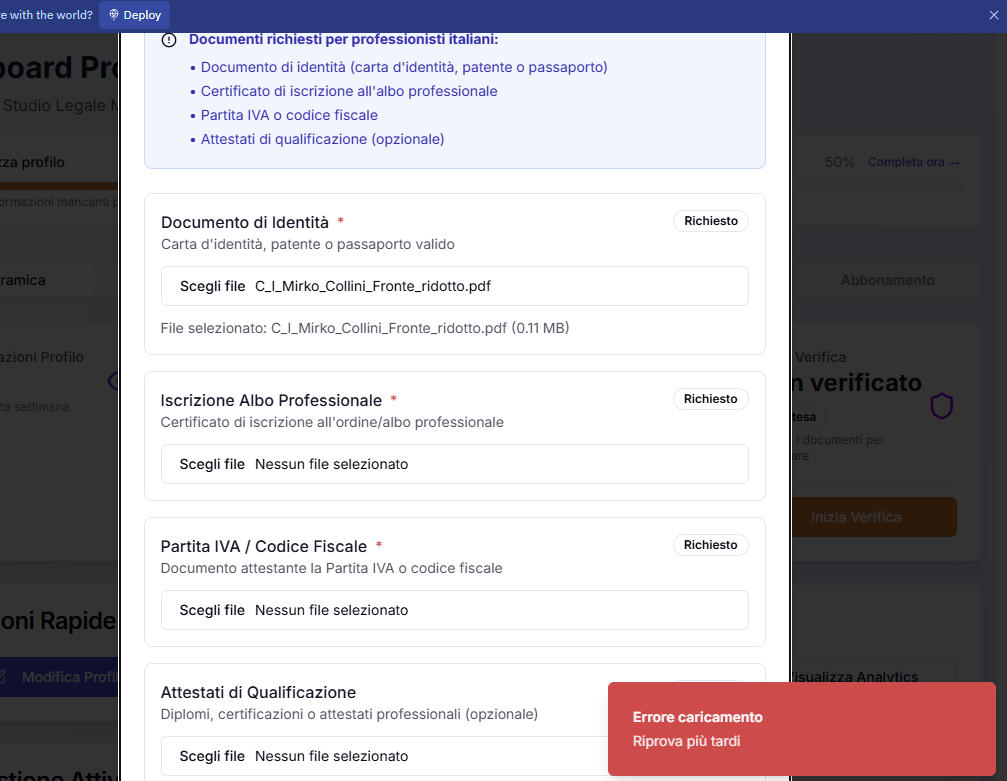 e with the world? Deploy
board Pro
Documenti richiesti per professionisti italiani:
• Documento di identità (carta d'identità, patente o passaporto)
• Certificato di iscrizione all'albo professionale
• Partita IVA o codice fiscale
• Attestati di qualificazione (opzionale)
Studio Legale M
za profilo
50% Completa ora →
ormazioni mancanti p
Documento di Identità *
Richiesto
Carta d'identità, patente o passaporto valido
Scegli file C_I_Mirko_Collini_Fronte_ridotto.pdf
File selezionato: C_I_Mirko_Collini_Fronte_ridotto.pdf (0.11 MB)
ramica
Abbonamento
azioni Profilo
ta settimana
Verifica
n verificato
tesa
i documenti per
are
Inizia Verifica
Iscrizione Albo Professionale *
Richiesto
Certificato di iscrizione all'ordine/albo professionale
Scegli file Nessun file selezionato
Partita IVA / Codice Fiscale *
Richiesto
Documento attestante la Partita IVA o codice fiscale
Scegli file Nessun file selezionato
oni Rapide
Modifica Profi
isualizza Analytics
Attestati di Qualificazione
Diplomi, certificazioni o attestati professionali (opzionale)
Scegli file Nessun file selezionato
Errore caricamento
Riprova più tardi
stione Attiv